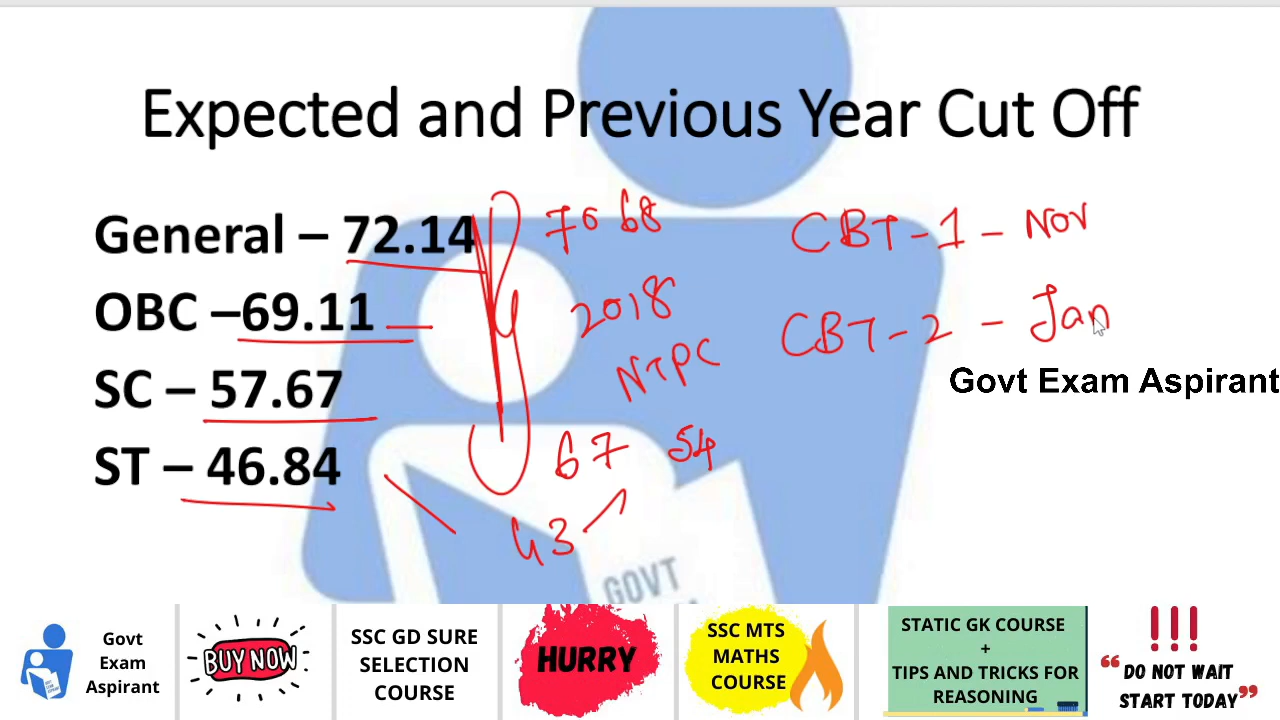 Expected and Previous Year Cut Off
General – 72.14
OBC –69.11
SC – 57.67
ST – 46.84
70 68
2018
NTPC
67 54
43
CBT-1 - Nov
CBT-2 - Jan
Govt Exam Aspirant
GOVT
Govt
Exam
Aspirant
BUY NOW
SSC GD SURE
SELECTION
COURSE
HURRY
SSC MTS
MATHS
COURSE
STATIC GK COURSE
+
TIPS AND TRICKS FOR
REASONING
!!!
“ DO NOT WAIT
START TODAY ”